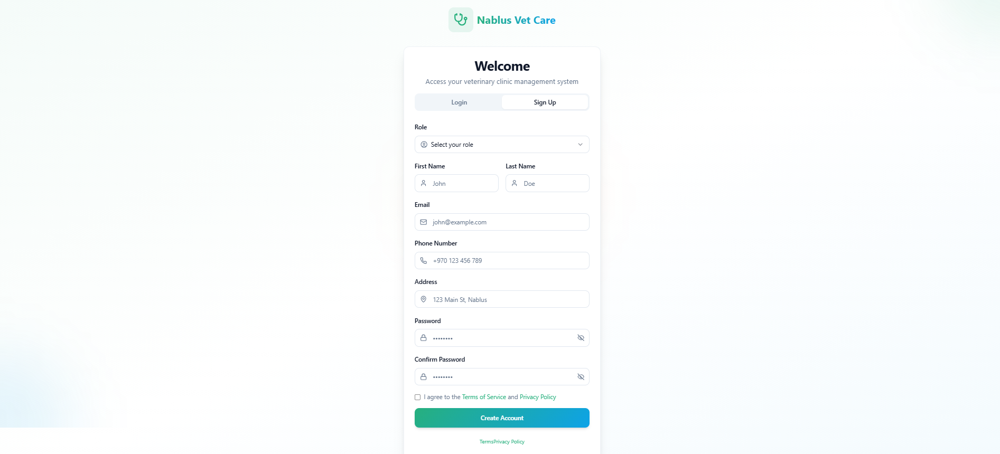 Nablus Vet Care
Welcome
Access your veterinary clinic management system
Login Sign Up
Role
Select your role
First Name Last Name
John Doe
Email
john@example.com
Phone Number
+970 123 456 789
Address
123 Main St, Nablus
Password
••••••••
Confirm Password
••••••••
I agree to the Terms of Service and Privacy Policy
Create Account
TermsPrivacy Policy